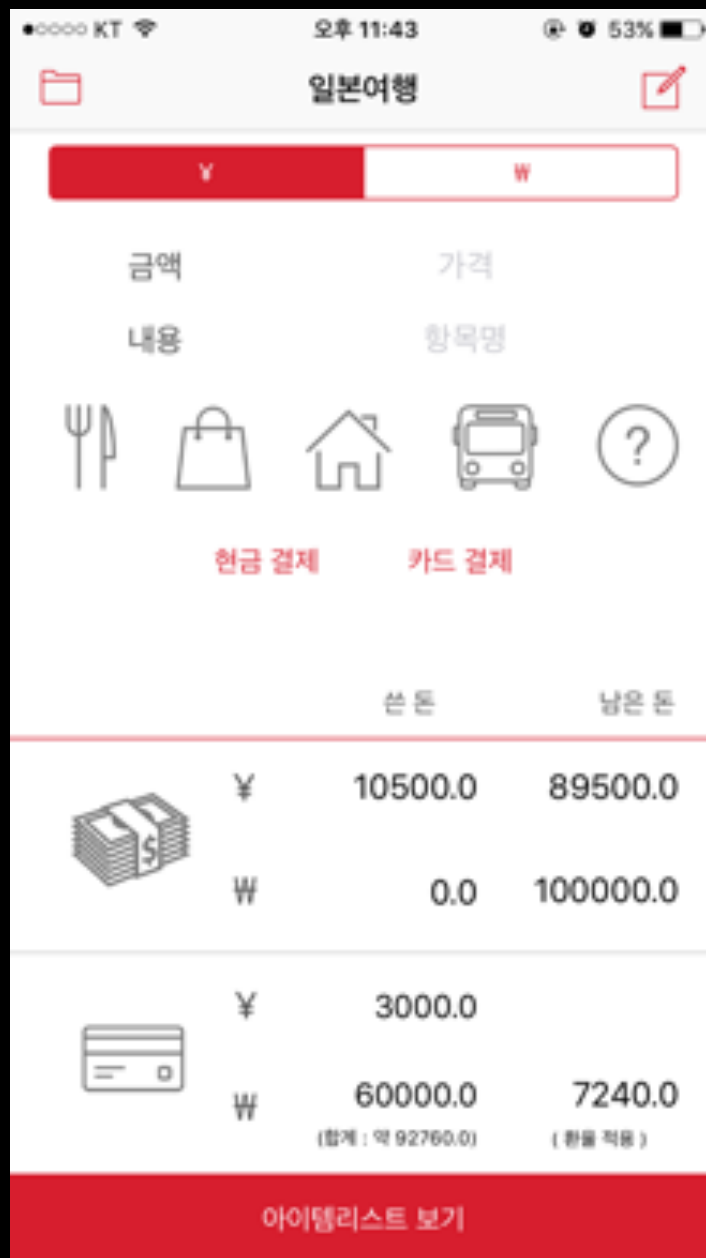 KT 오후 11:43 53%
일본여행
¥ ₩
금액 가격
내용 항목명
?
현금 결제 카드 결제
쓴 돈 남은 돈
¥ 10500.0 89500.0
$
₩ 0.0 100000.0
¥ 3000.0
₩ 60000.0 7240.0
(합계 : 약 92760.0) ( 환율 적용 )
아이템리스트 보기